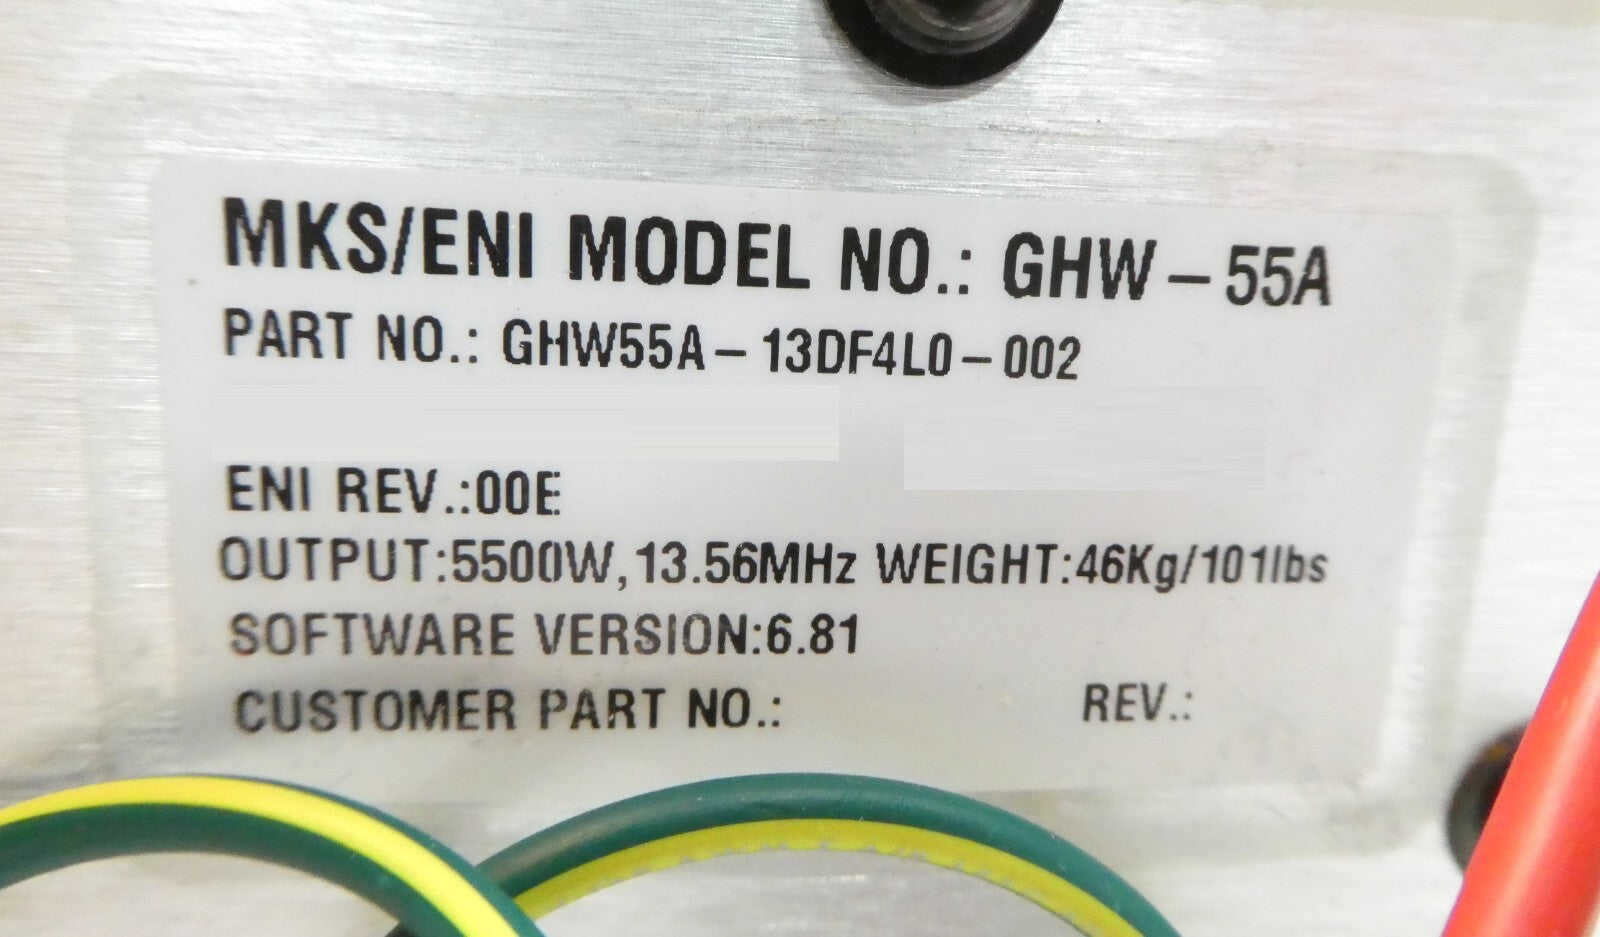 MKS/ENI MODEL NO.: GHW-55A
PART NO.: GHW55A-13DF4L0-002
ENI REV.:00E
OUTPUT:5500W,13.56MHz WEIGHT:46Kg/101lbs
SOFTWARE VERSION:6.81
CUSTOMER PART NO.: REV.: